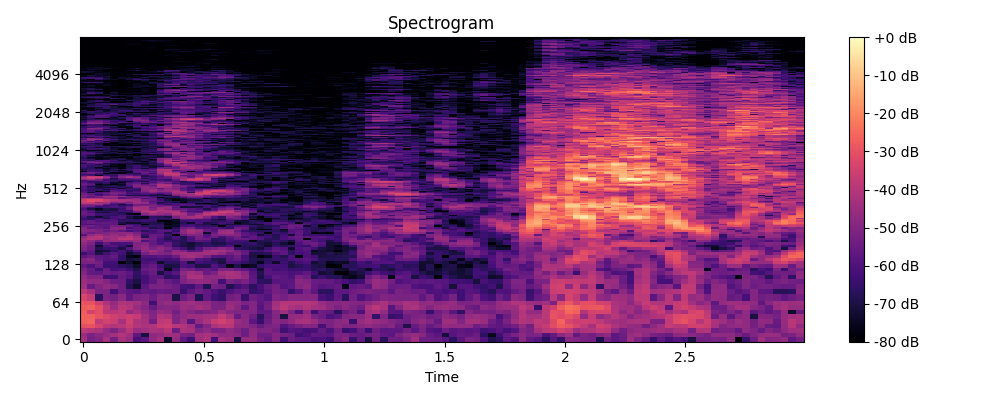 Spectrogram
Hz
4096
2048
1024
512
256
128
64
0
0
0.5
1
1.5
2
2.5
Time
+0 dB
-10 dB
-20 dB
-30 dB
-40 dB
-50 dB
-60 dB
-70 dB
-80 dB